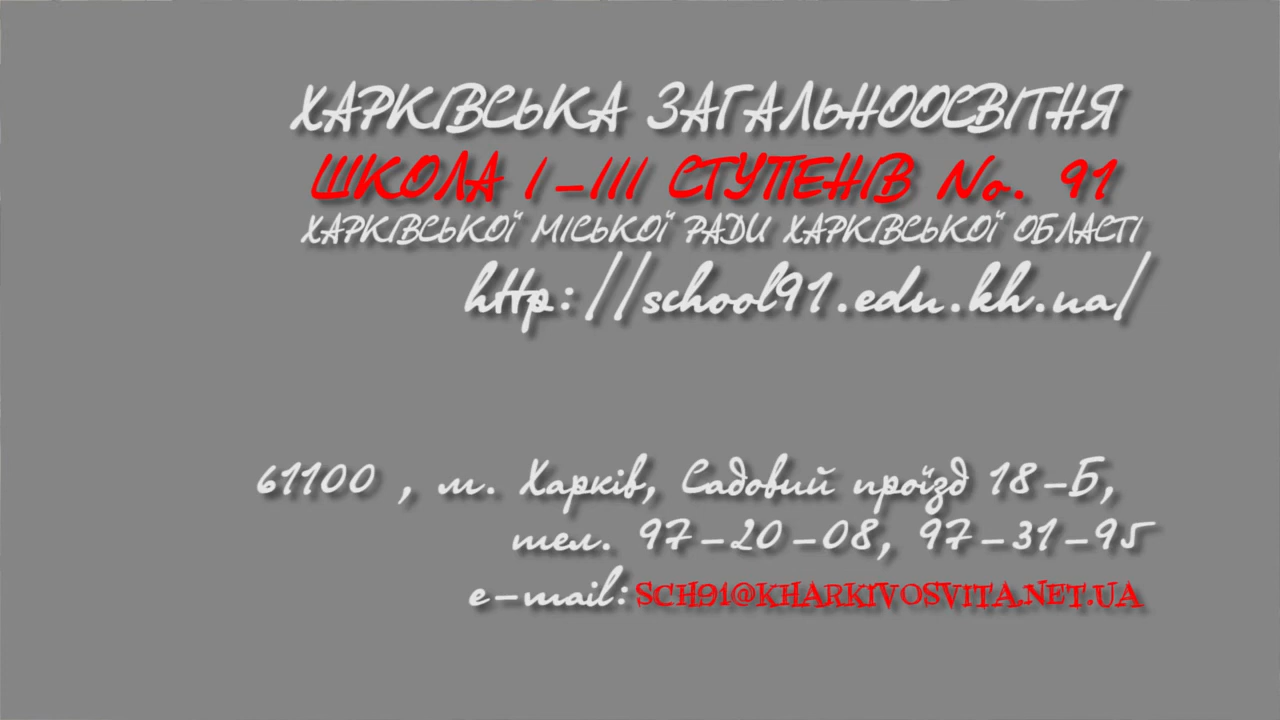 ХАРКІВСЬКА ЗАГАЛЬНООСВІТНЯ
ШКОЛА І-ІІІ СТУПЕНІВ No. 91
ХАРКІВСЬКОЇ МІСЬКОЇ РАДИ ХАРКІВСЬКОЇ ОБЛАСТІ
http://school91.edu.kh.ua/
61100 , м. Харків, Садовий проїзд 18-Б,
тел. 97-20-08, 97-31-95
e-mail: SCH91@KHARKIVOSVITA.NET.UA